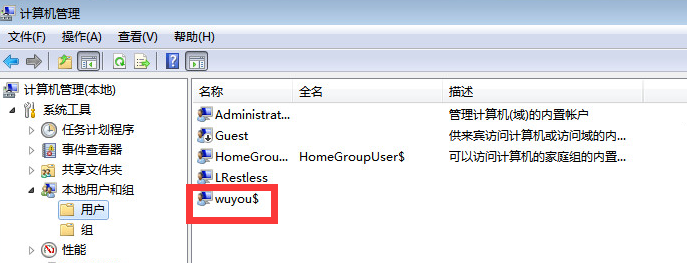 计算机管理
文件(F) 操作(A) 查看(V) 帮助(H)
计算机管理(本地)
系统工具
任务计划程序
事件查看器
共享文件夹
本地用户和组
用户
组
性能
名称 全名 描述
Administrat... 管理计算机(域)的内置帐户
Guest 供来宾访问计算机或访问域的内...
HomeGrou... HomeGroupUser$ 可以访问计算机的家庭组的内置...
LRestless
wuyou$